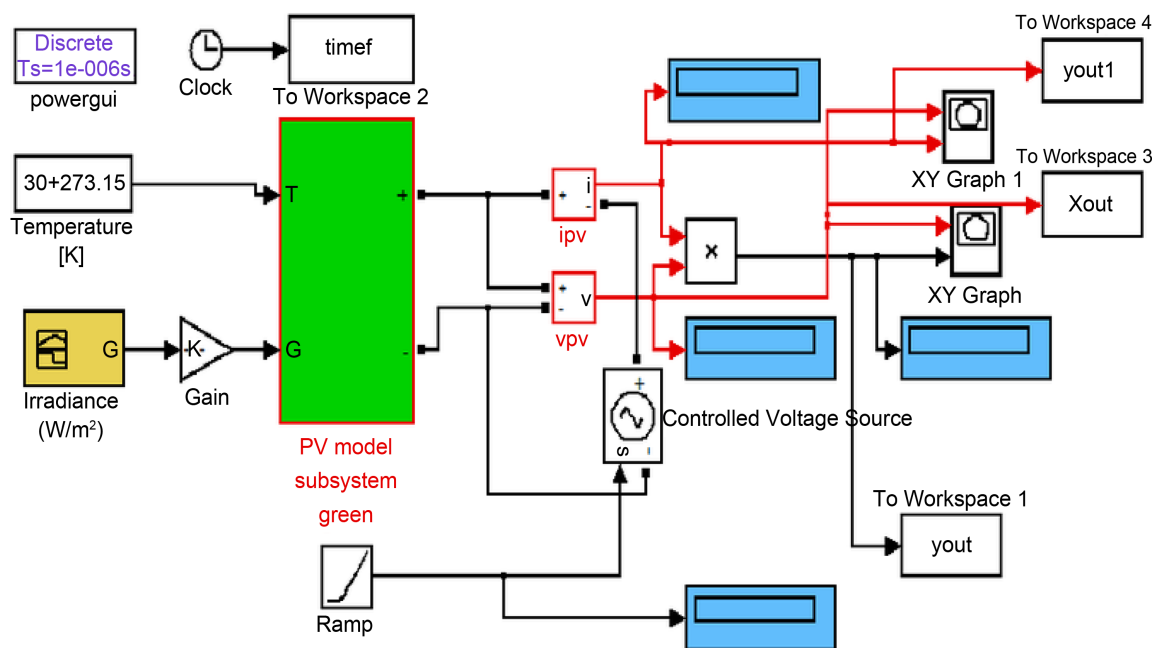 Discrete
Ts=1e-006s
powergui
Clock
timef
To Workspace 2
To Workspace 4
yout1
XY Graph 1
To Workspace 3
Xout
XY Graph
30+273.15
Temperature
[K]
T
+
-
G
PV model
subsystem
green
G
Irradiance
(W/m²)
-K-
Gain
+
i
-
ipv
+
-
v
vpv
×
+
s
-
Controlled Voltage Source
To Workspace 1
yout
Ramp